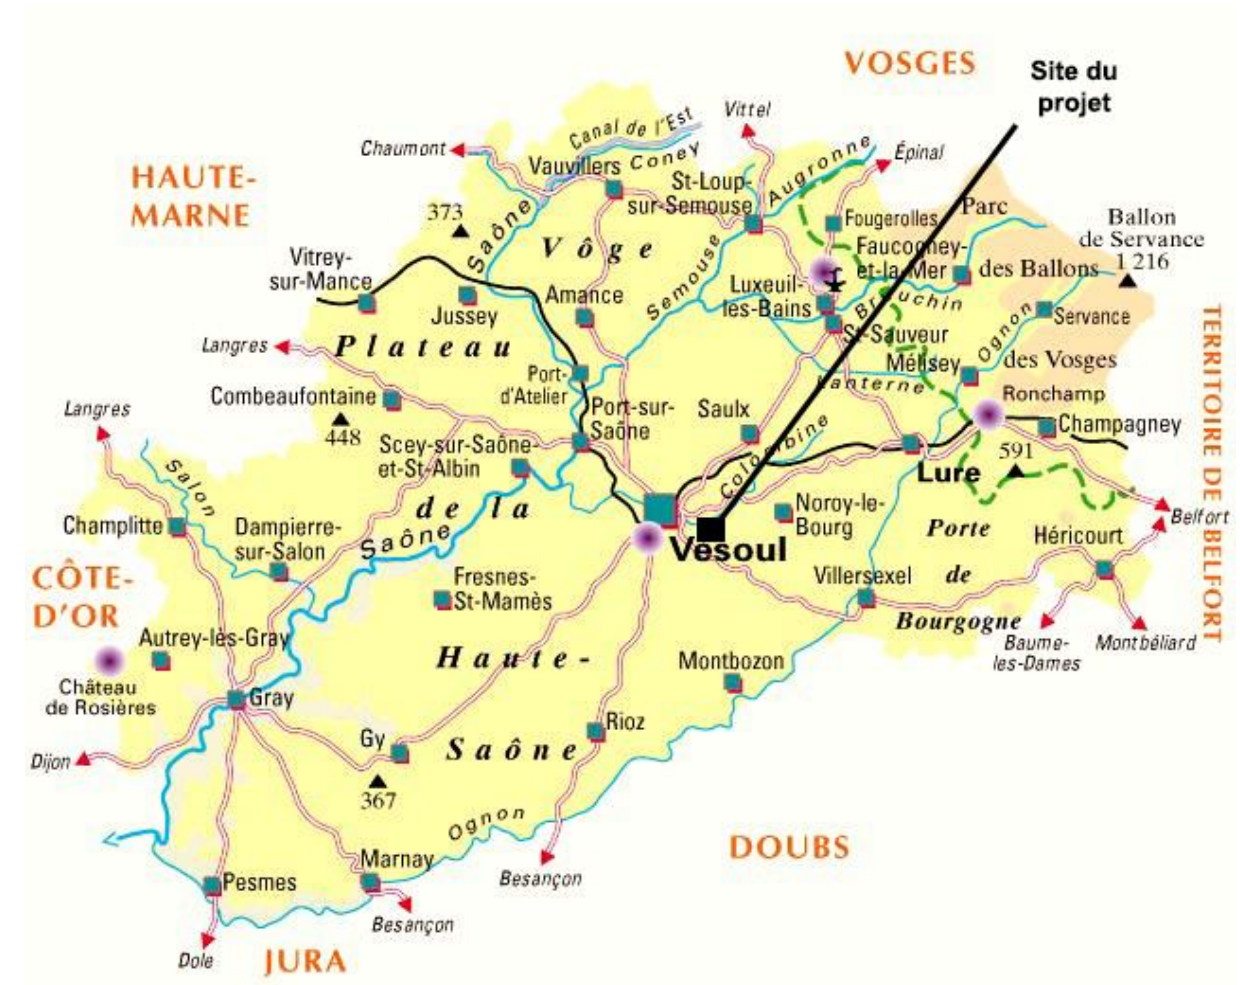 VOSGES
Site du
projet
Vittel
Canal de l'Est
Chaumont
Épinal
HAUTE-
MARNE
Vauvillers
Coney
Augronne
St-Loup-
sur-Semouse
373
Saône
Fougerolles
Parc
Ballon
de Servance
1 216
Vôge
Faucogney-
et-la-Mer
des Ballons
Vitrey-
sur-Mance
Semouse
Luxeuil-
les-Bains
Breuchin
Amance
Jussey
Ognon
Servance
St-Sauveur
Langres
Plateau
Mélisey
des Vosges
TERRITOIRE DE BELFORT
Port-
d'Atelier
Lanterne
Ronchamp
Combeaufontaine
Langres
448
Port-sur-
Saône
Saulx
Colombine
Champagney
Scey-sur-Saône-
et-St-Albin
591
Lure
Salon
de la
Noroy-le-
Bourg
Champlitte
Dampierre-
sur-Salon
Saône
Porte
Belfort
Héricourt
Vesoul
CÔTE-
D'OR
Fresnes-
St-Mamès
Villersexel
de
Bourgogne
Autrey-lès-Gray
Baume-
les-Dames
Montbéliard
Haute-
Montbozon
Château
de Rosières
Gray
Rioz
Gy
Saône
Dijon
367
Ognon
DOUBS
Marnay
Besançon
Pesmes
Besançon
Dole
JURA